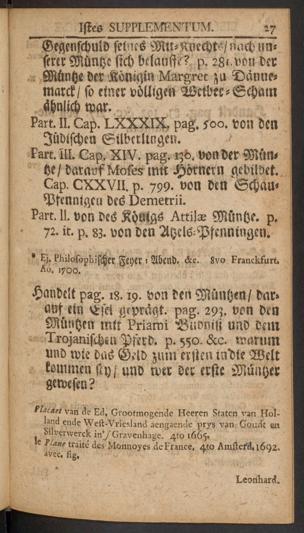 Istes SUPPLEMENTUM. 27
Gegenschuld seines Mit-Knechts/ nach un-
serer Müntze sich belauffe? p. 281. von der
Müntze der Königin Margret zu Dänne-
marck/ so einer völligen Weiber-Scham
ähnlich war.
Part. II. Cap. LXXXIX, pag. 500. von den
Jüdischen Silberlingen.
Part. III. Cap. XIV. pag. 130. von der Mün-
tze/ darauf Moses mit Hörnern gebildet.
Cap. CXXVII, p. 799. von den Schau-
Pfennigen des Demetrii.
Part. II. von des Königs Attilæ Müntze. p.
72. it. p. 83. von den Atzels-Pfenningen.
* Ej. Philosophischer Feyer-Abend. &c. 8vo Franckfurt.
Ao. 1700.
Handelt pag. 18. 19. von den Müntzen/ dar-
auf ein Esel geprägt. pag. 293. von den
Müntzen mit Priami Bildniß und dem
Trojanischen Pferd. p. 550. &c. warum
und wie das Geld zum ersten in die Welt
kommen sey/ und wer der erste Müntzer
gewesen?
Placaet van de Ed, Grootmogende Heeren Staten van Hol-
land ende West-Vriesland aengaende prys van Goudt en
Silverwerck in's/ Gravenhage. 4to 1665.
le Plane traité des Monnoyes de France, 4to Amsterd, 1692.
avec. fig.
Leonhard.